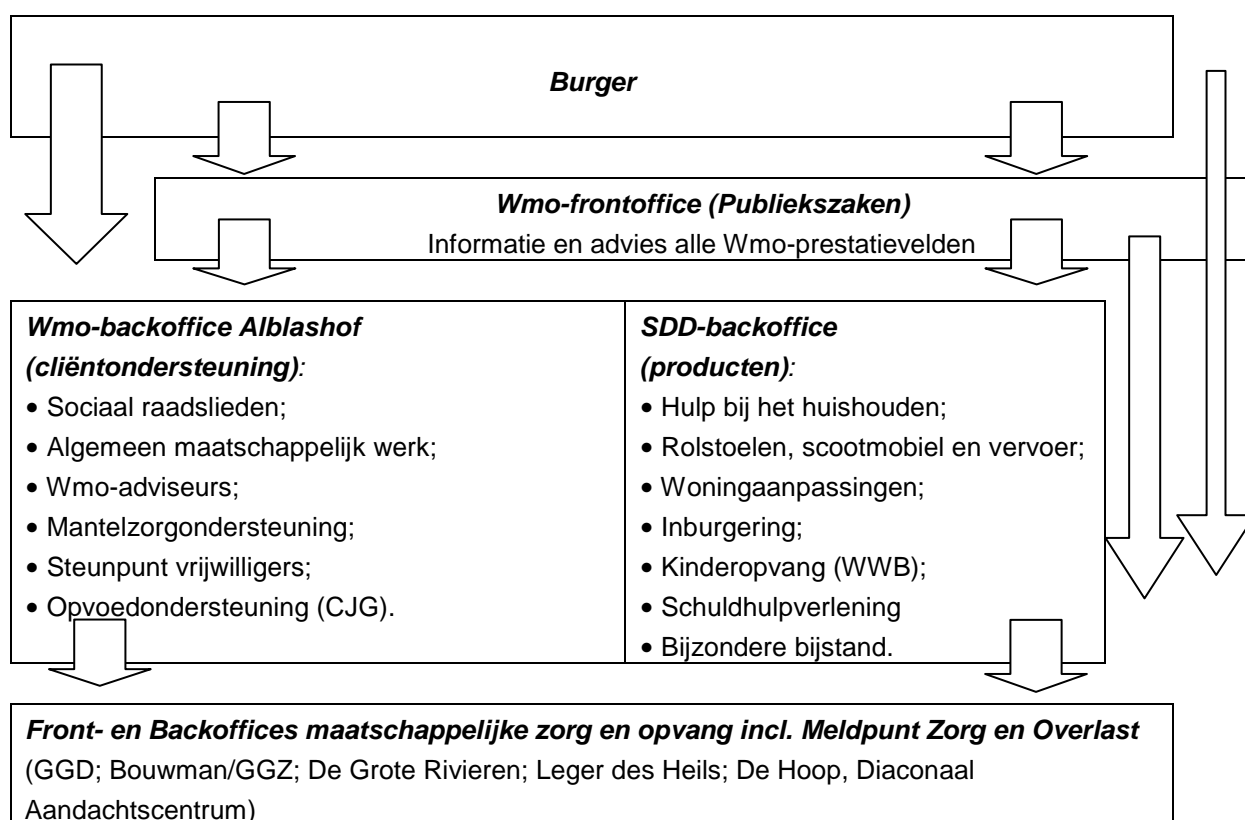 Burger
Wmo-frontoffice (Publiekszaken)
Informatie en advies alle Wmo-prestatievelden
Wmo-backoffice Alblashof
(cliëntondersteuning):
• Sociaal raadslieden;
• Algemeen maatschappelijk werk;
• Wmo-adviseurs;
• Mantelzorgondersteuning;
• Steunpunt vrijwilligers;
• Opvoedondersteuning (CJG).
SDD-backoffice
(producten):
• Hulp bij het huishouden;
• Rolstoelen, scootmobiel en vervoer;
• Woningaanpassingen;
• Inburgering;
• Kinderopvang (WWB);
• Schuldhulpverlening
• Bijzondere bijstand.
Front- en Backoffices maatschappelijke zorg en opvang incl. Meldpunt Zorg en Overlast
(GGD; Bouwman/GGZ; De Grote Rivieren; Leger des Heils; De Hoop, Diaconaal
Aandachtscentrum)